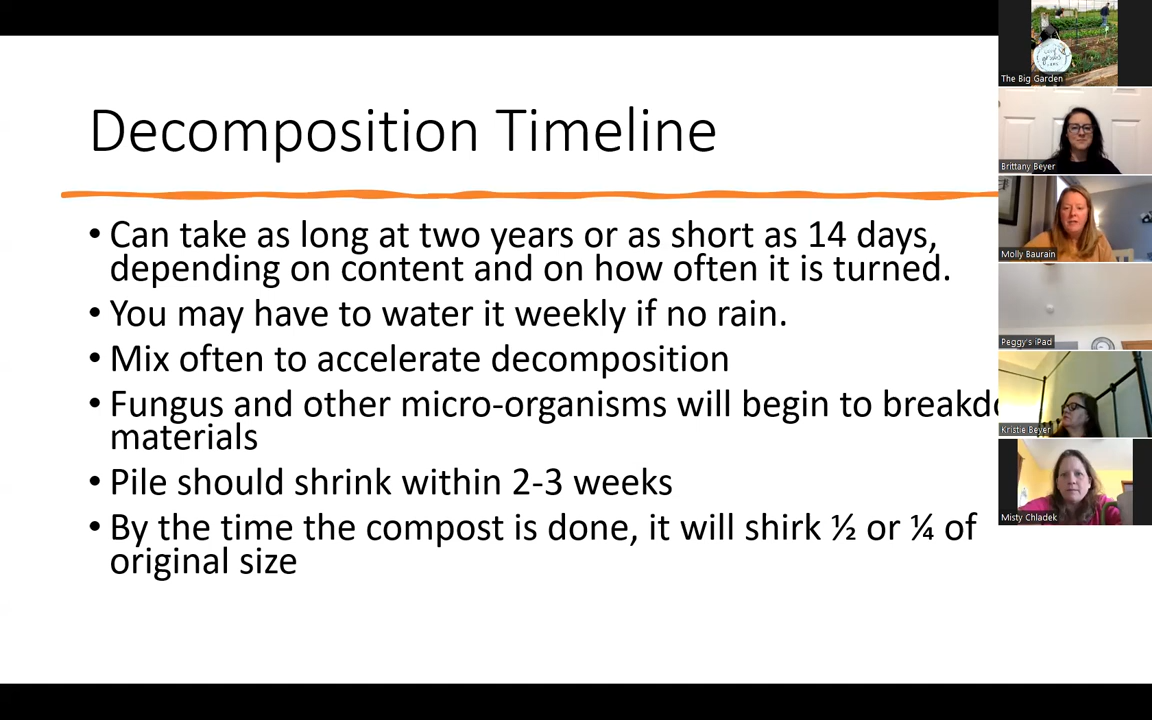 Decomposition Timeline
• Can take as long at two years or as short as 14 days,
depending on content and on how often it is turned.
• You may have to water it weekly if no rain.
• Mix often to accelerate decomposition
• Fungus and other micro-organisms will begin to breakdo
materials
• Pile should shrink within 2-3 weeks
• By the time the compost is done, it will shirk ½ or ¼ of
original size
The Big Garden
Brittany Beyer
Molly Baurain
Peggy's iPad
Kristie Beyer
Misty Chladek